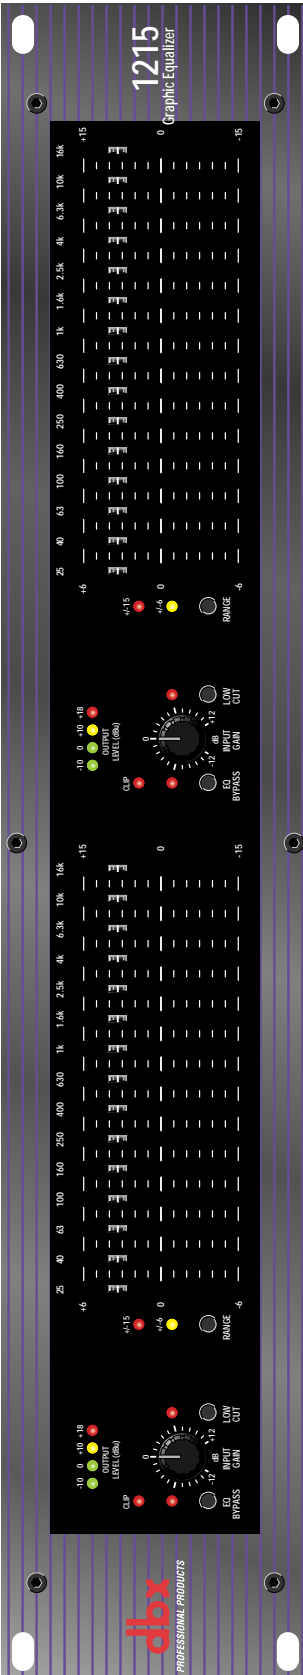 dbx
PROFESSIONAL PRODUCTS
-10 0 +10 +18
OUTPUT
LEVEL (dBu)
CLIP
0
-12 dB +12
EQ
BYPASS
INPUT
GAIN
LOW
CUT
+/-15
+/-6
RANGE
25 40 63 100 160 250 400 630 1k 1.6k 2.5k 4k 6.3k 10k 16k
+6 +15
0 0
-6 -15
-10 0 +10 +18
OUTPUT
LEVEL (dBu)
CLIP
0
-12 dB +12
EQ
BYPASS
INPUT
GAIN
LOW
CUT
+/-15
+/-6
RANGE
25 40 63 100 160 250 400 630 1k 1.6k 2.5k 4k 6.3k 10k 16k
+6 +15
0 0
-6 -15
1215
Graphic Equalizer